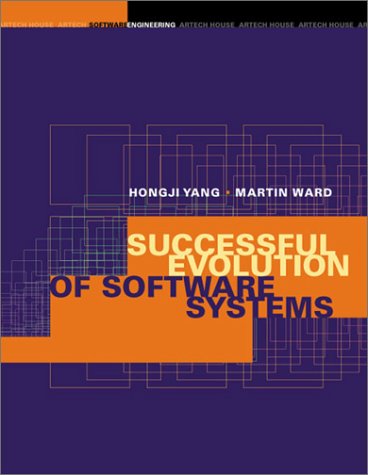 ARTECH HOUSE ARTECH SOFTWARE ENGINEERING ARTECH HOUSE ARTECH HOUSE ARTECH HOUSE ART
HONGJI YANG • MARTIN WARD
SUCCESSFUL
EVOLUTION
OF SOFTWARE
SYSTEMS